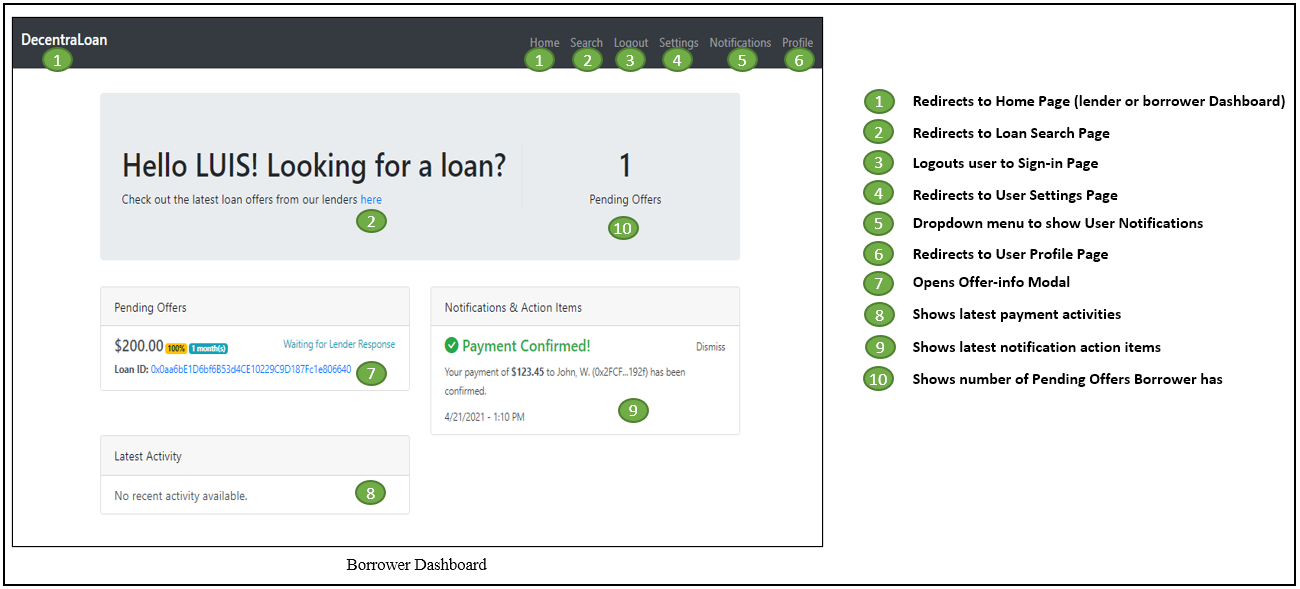 DecentraLoan
Home Search Logout Settings Notifications Profile
1 1 2 3 4 5 6
Hello LUIS! Looking for a loan?
Check out the latest loan offers from our lenders here
2
1
Pending Offers
10
Pending Offers
$200.00 100% 1 month(s) Waiting for Lender Response
Loan ID: 0x0aa6bE1D6bf6B53d4CE10229C9D187Fc1e806640 7
Notifications & Action Items
Payment Confirmed! Dismiss
Your payment of $123.45 to John, W. (0x2FCF...192f) has been
confirmed.
9
4/21/2021 - 1:10 PM
Latest Activity
No recent activity available. 8
Borrower Dashboard
1 Redirects to Home Page (lender or borrower Dashboard)
2 Redirects to Loan Search Page
3 Logouts user to Sign-in Page
4 Redirects to User Settings Page
5 Dropdown menu to show User Notifications
6 Redirects to User Profile Page
7 Opens Offer-info Modal
8 Shows latest payment activities
9 Shows latest notification action items
10 Shows number of Pending Offers Borrower has